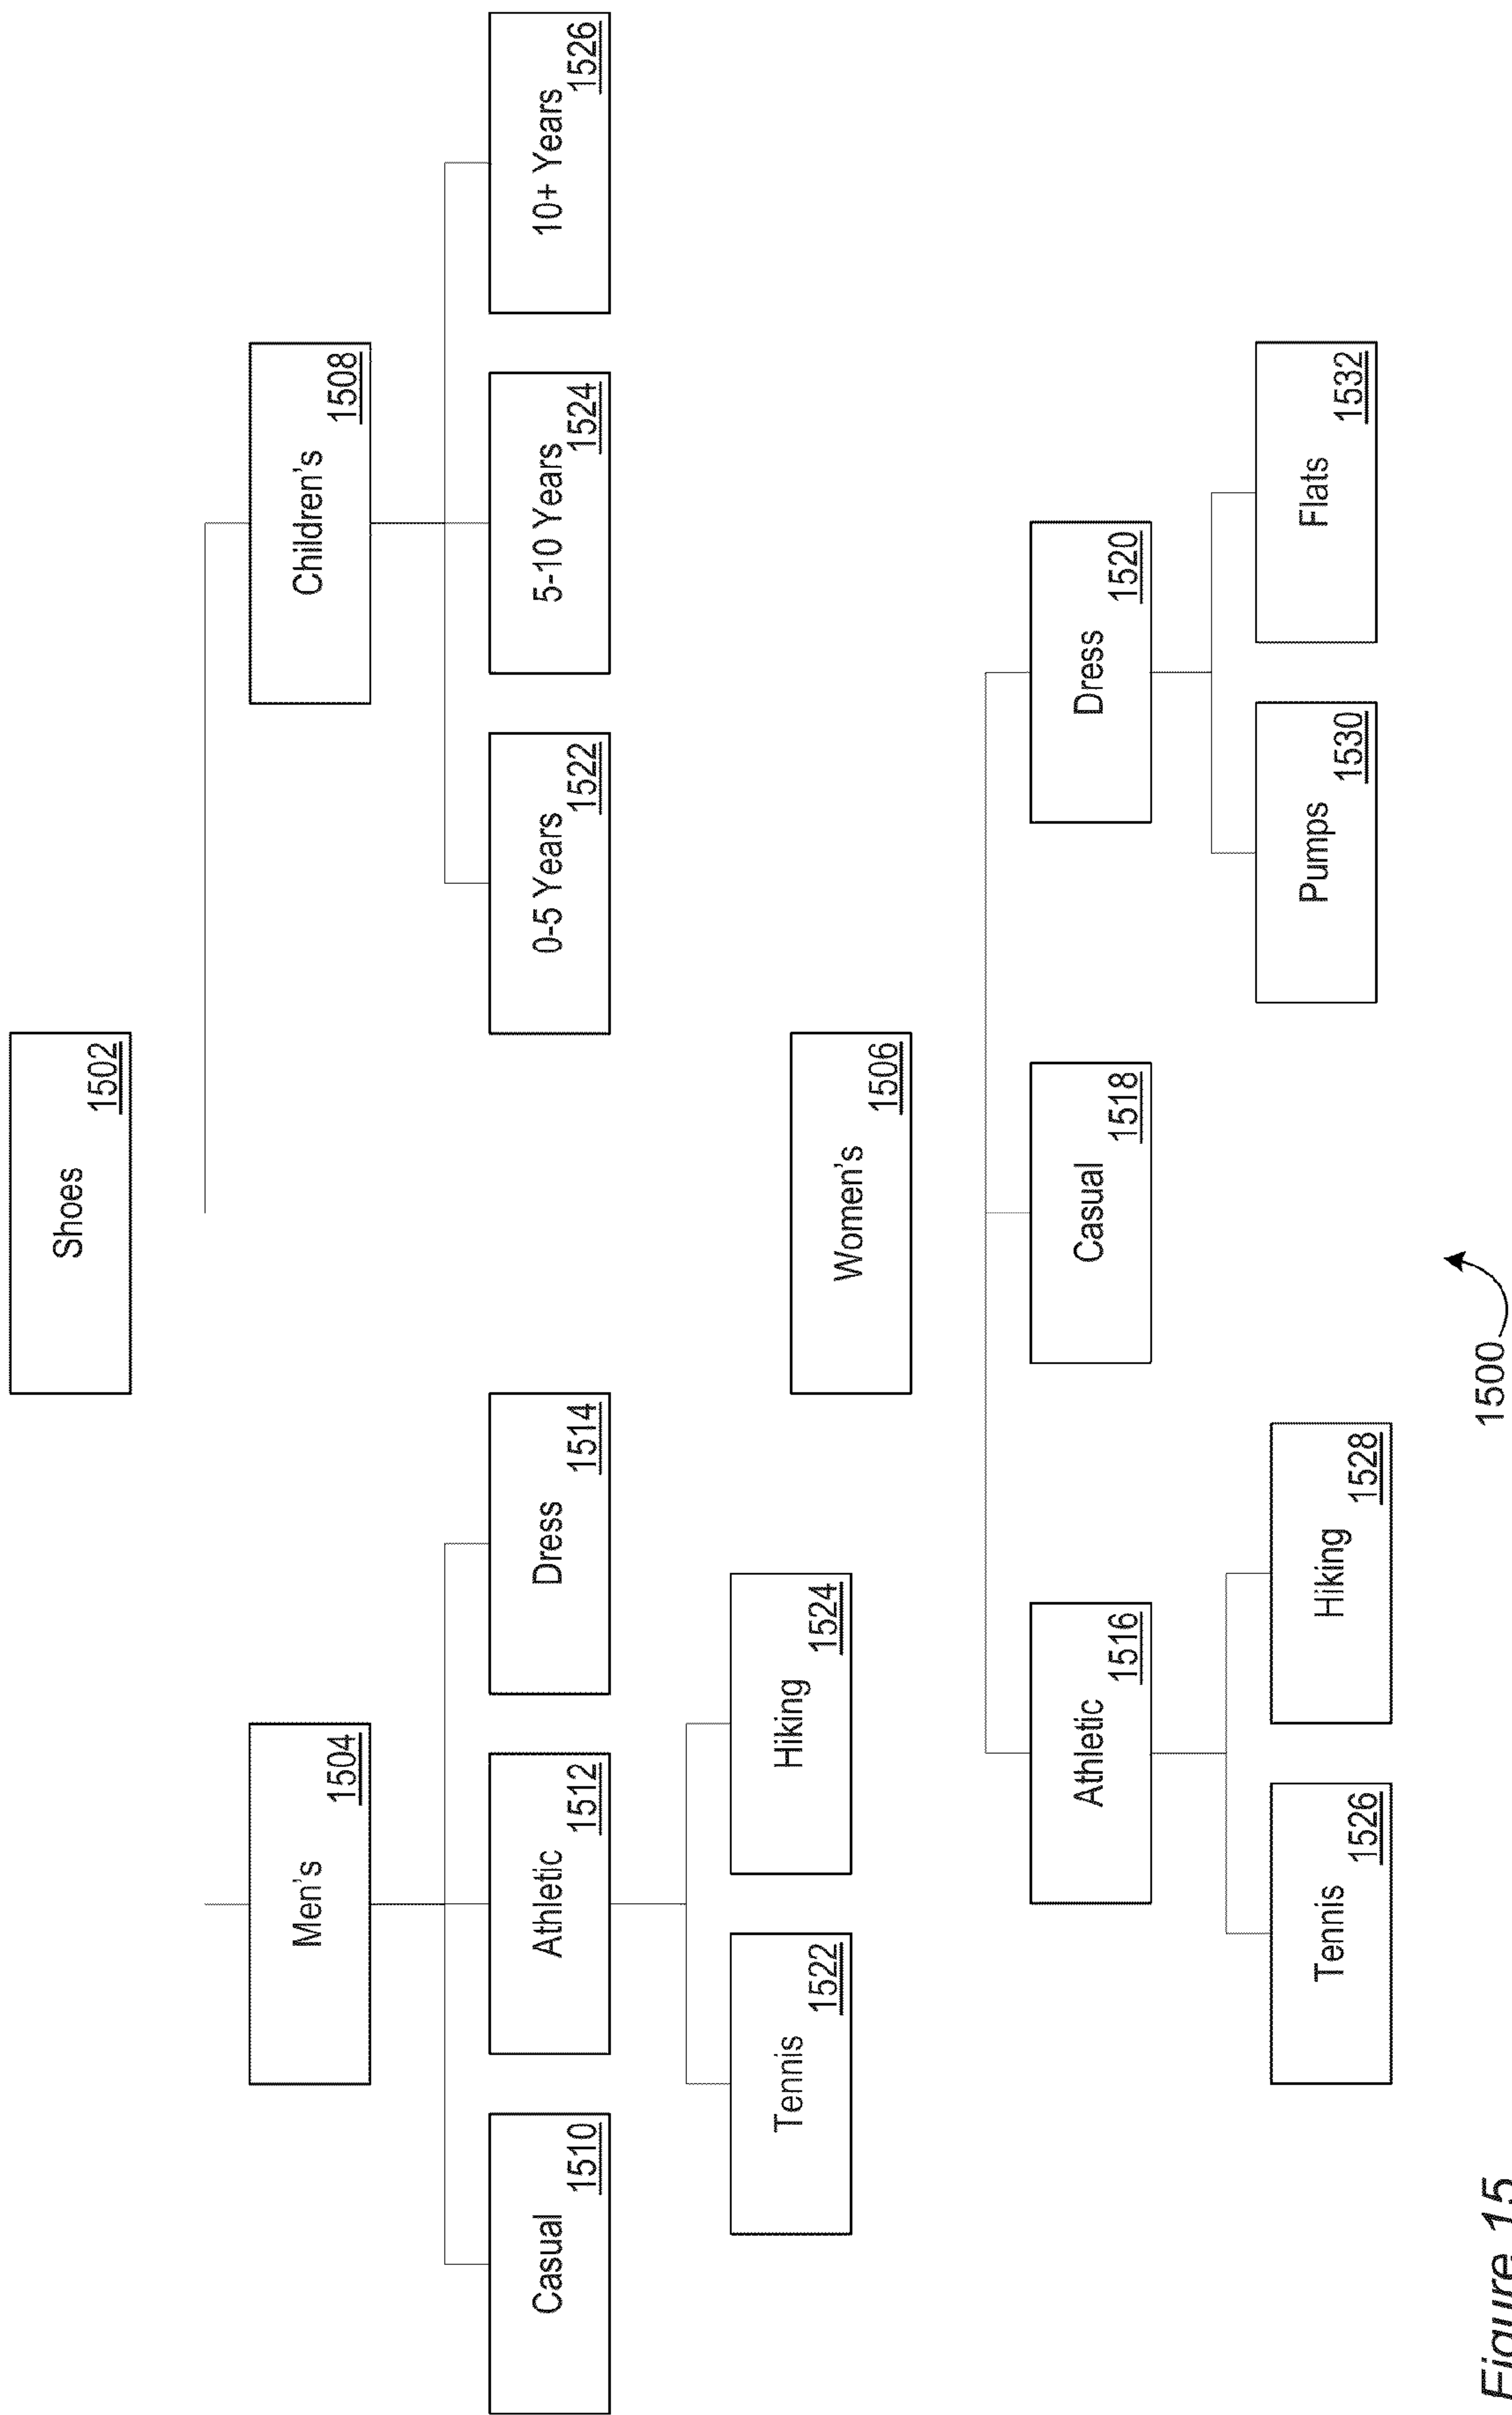 Shoes
1502
Men's
1504
Children's
1508
Casual
1510
Athletic
1512
Dress
1514
0-5 Years
1522
5-10 Years
1524
10+ Years
1526
Tennis
1522
Hiking
1524
Women's
1506
Athletic
1516
Casual
1518
Dress
1520
Tennis
1526
Hiking
1528
Pumps
1530
Flats
1532
1500
Figure 15